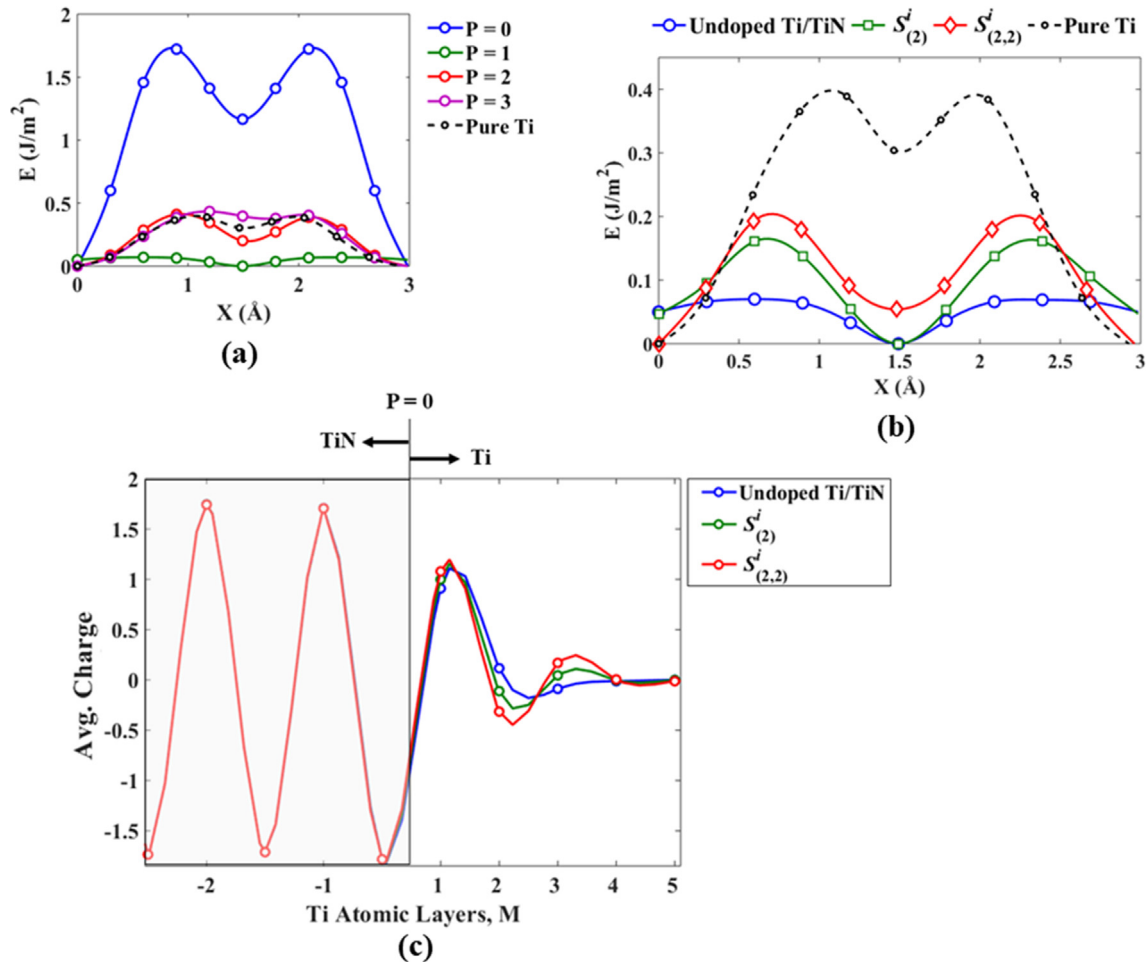 2
1.5
1
0.5
0
0 1 2 3
E (J/m²)
X (Å)
P = 0
P = 1
P = 2
P = 3
Pure Ti
(a)
Undoped Ti/TiN S^i_(2) S^i_(2,2) Pure Ti
0.4
0.3
0.2
0.1
0
0 0.5 1 1.5 2 2.5 3
E (J/m²)
X (Å)
(b)
P = 0
TiN
Ti
2
1.5
1
0.5
0
-0.5
-1
-1.5
-2 -1 1 2 3 4 5
Avg. Charge
Ti Atomic Layers, M
Undoped Ti/TiN
S^i_(2)
S^i_(2,2)
(c)